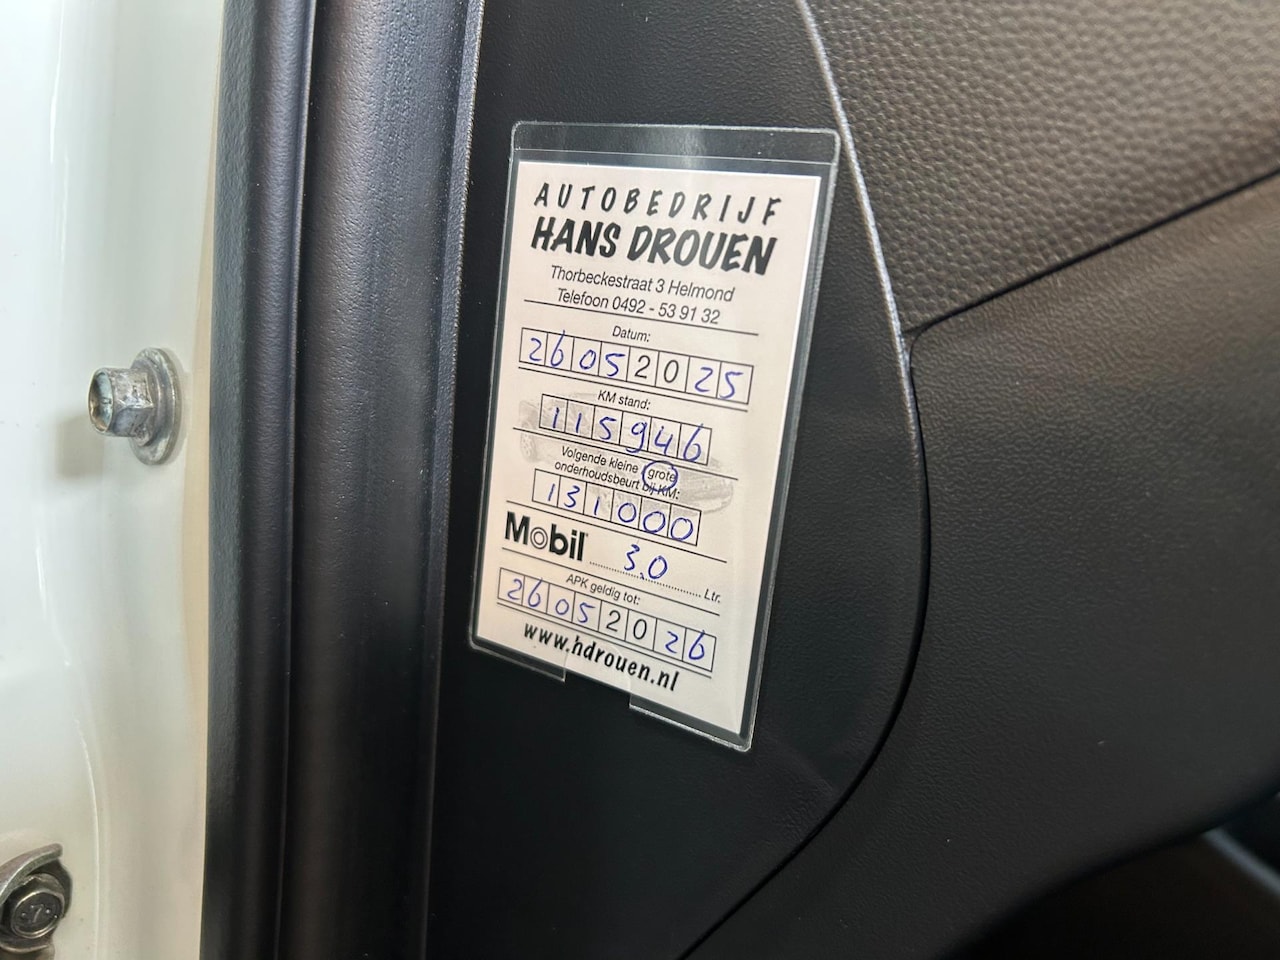 AUTOBEDRIJF
HANS DROUEN
Thorbeckestraat 3 Helmond
Telefoon 0492 - 53 91 32
Datum:
26052025
KM stand:
115946
Volgende kleine grote
onderhoudsbeurt bij KM:
131000
Mobil 3.0 Ltr.
APK geldig tot:
26052026
www.hdrouen.nl
7